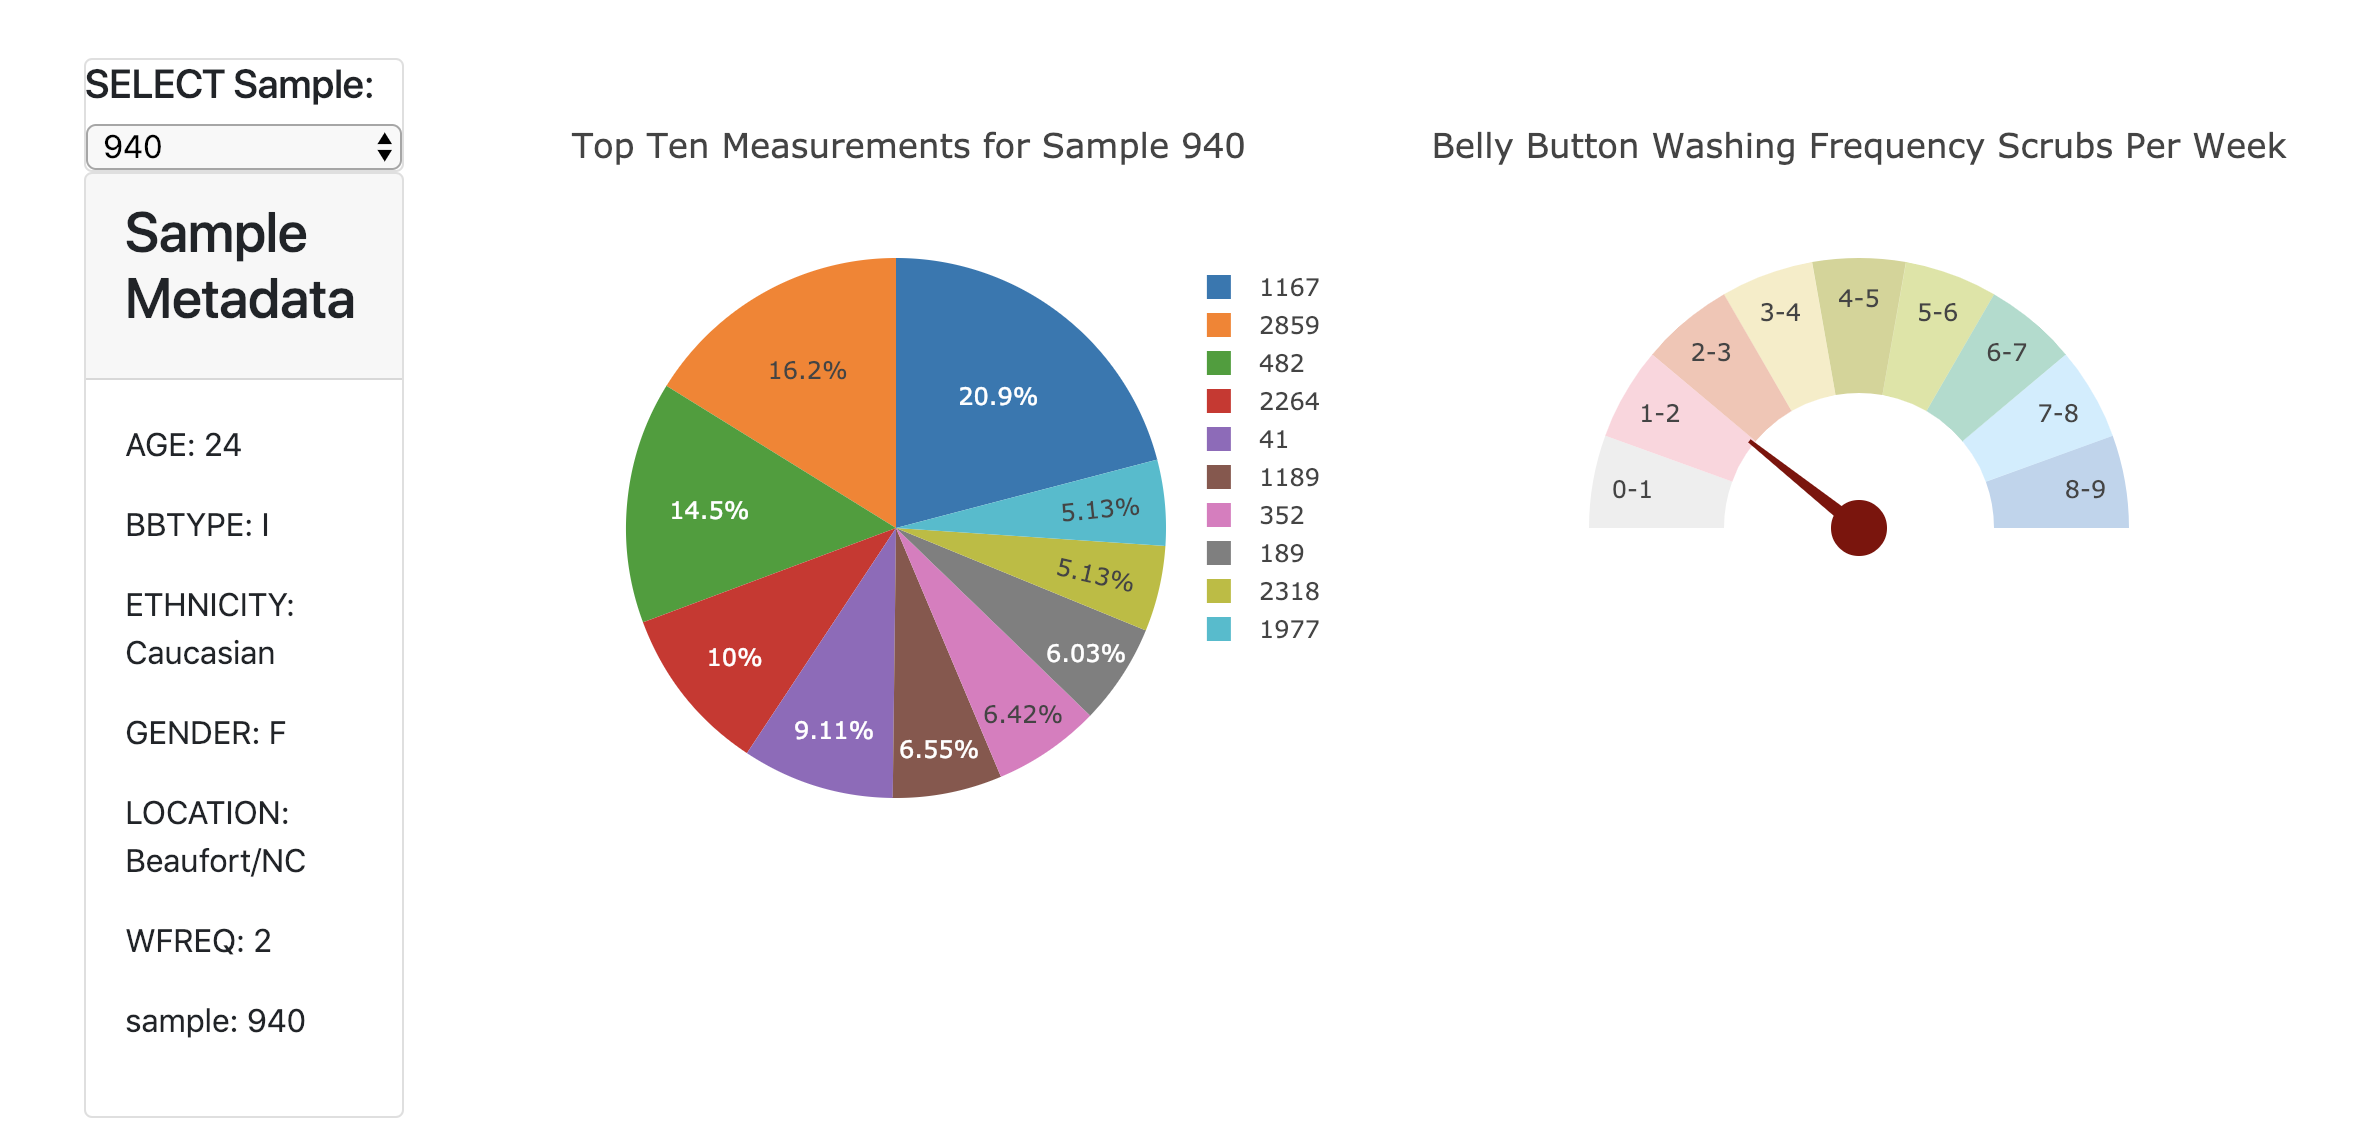 SELECT Sample:
940
Sample
Metadata
AGE: 24
BBTYPE: I
ETHNICITY:
Caucasian
GENDER: F
LOCATION:
Beaufort/NC
WFREQ: 2
sample: 940
Top Ten Measurements for Sample 940
20.9%
16.2%
14.5%
10%
9.11%
6.55%
6.42%
6.03%
5.13%
5.13%
1167
2859
482
2264
41
1189
352
189
2318
1977
Belly Button Washing Frequency Scrubs Per Week
0-1
1-2
2-3
3-4
4-5
5-6
6-7
7-8
8-9